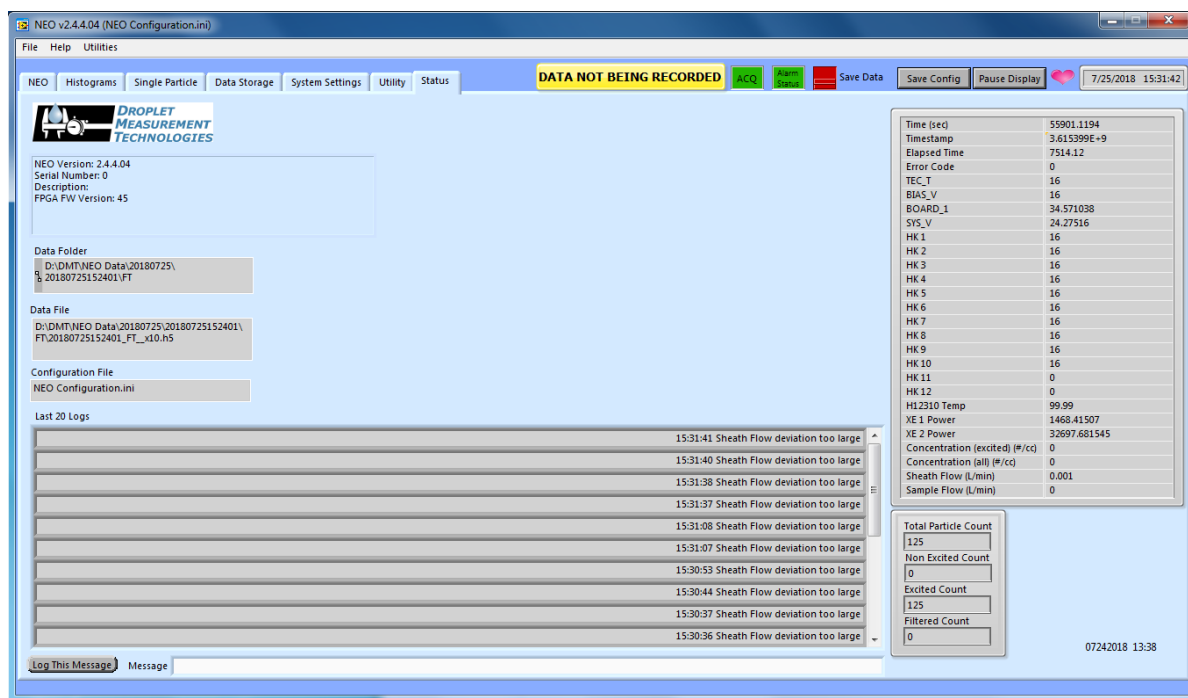 NEO v2.4.4.04 (NEO Configuration.ini)
File Help Utilities
NEO Histograms Single Particle Data Storage System Settings Utility Status
DATA NOT BEING RECORDED ACQ Alarm Status Save Data Save Config Pause Display 7/25/2018 15:31:42
DROPLET
MEASUREMENT
TECHNOLOGIES
NEO Version: 2.4.4.04
Serial Number: 0
Description:
FPGA FW Version: 45
Data Folder
D:\DMT\NEO Data\20180725\
20180725152401\FT
Data File
D:\DMT\NEO Data\20180725\20180725152401\
FT\20180725152401_FT__x10.h5
Configuration File
NEO Configuration.ini
Last 20 Logs
15:31:41 Sheath Flow deviation too large
15:31:40 Sheath Flow deviation too large
15:31:38 Sheath Flow deviation too large
15:31:37 Sheath Flow deviation too large
15:31:08 Sheath Flow deviation too large
15:31:07 Sheath Flow deviation too large
15:30:53 Sheath Flow deviation too large
15:30:44 Sheath Flow deviation too large
15:30:37 Sheath Flow deviation too large
15:30:36 Sheath Flow deviation too large
Log This Message Message
Time (sec) 55901.1194
Timestamp 3.615399E+9
Elapsed Time 7514.12
Error Code 0
TEC_T 16
BIAS_V 16
BOARD_1 34.571038
SYS_V 24.27516
HK 1 16
HK 2 16
HK 3 16
HK 4 16
HK 5 16
HK 6 16
HK 7 16
HK 8 16
HK 9 16
HK 10 16
HK 11 0
HK 12 0
H12310 Temp 99.99
XE 1 Power 1468.41507
XE 2 Power 32697.681545
Concentration (excited) (#/cc) 0
Concentration (all) (#/cc) 0
Sheath Flow (L/min) 0.001
Sample Flow (L/min) 0
Total Particle Count
125
Non Excited Count
0
Excited Count
125
Filtered Count
0
07242018 13:38